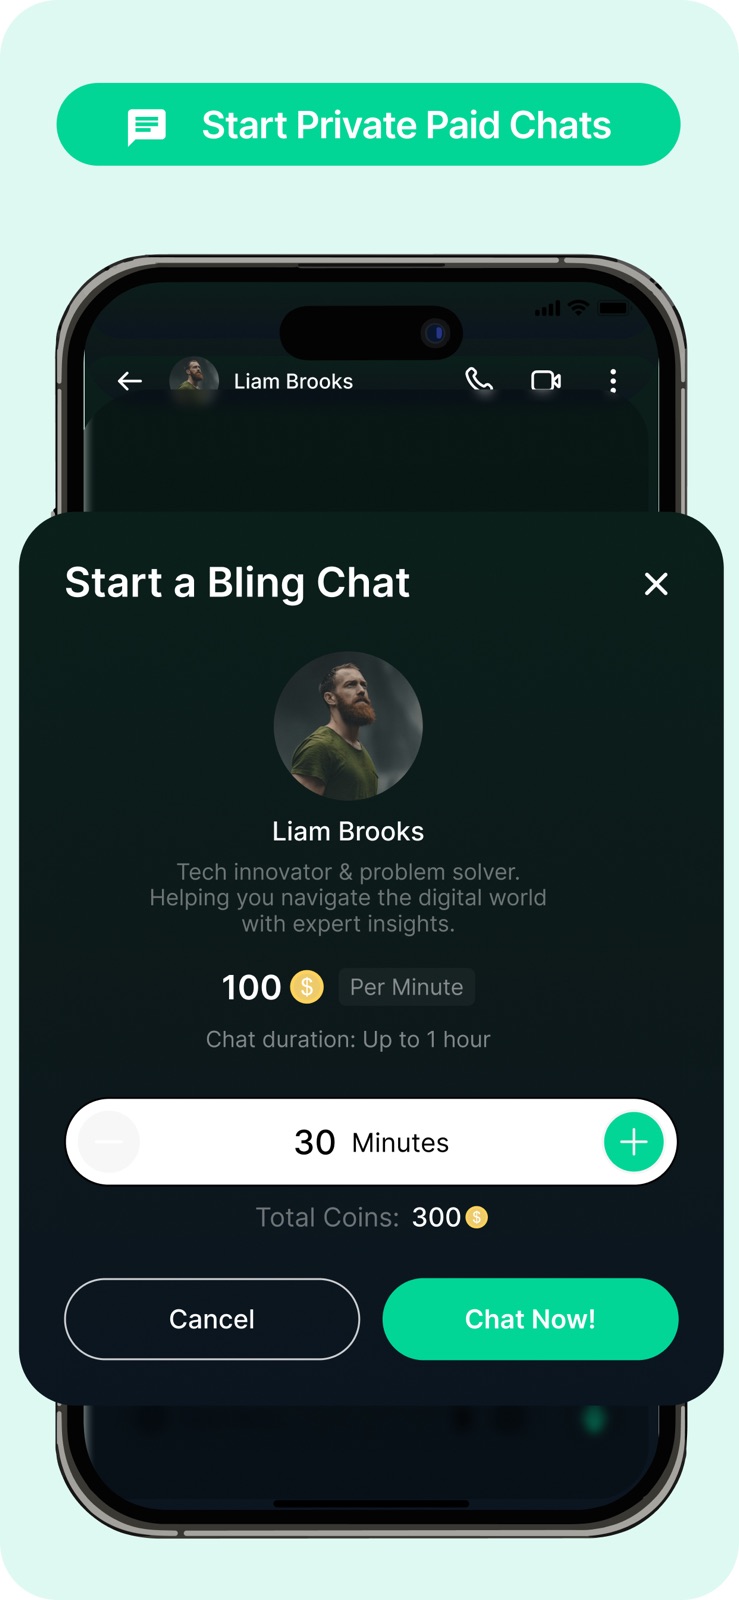 Start Private Paid Chats
Liam Brooks
Start a Bling Chat
Liam Brooks
Tech innovator & problem solver.
Helping you navigate the digital world
with expert insights.
100 $ Per Minute
Chat duration: Up to 1 hour
30 Minutes
Total Coins: 300 $
Cancel
Chat Now!